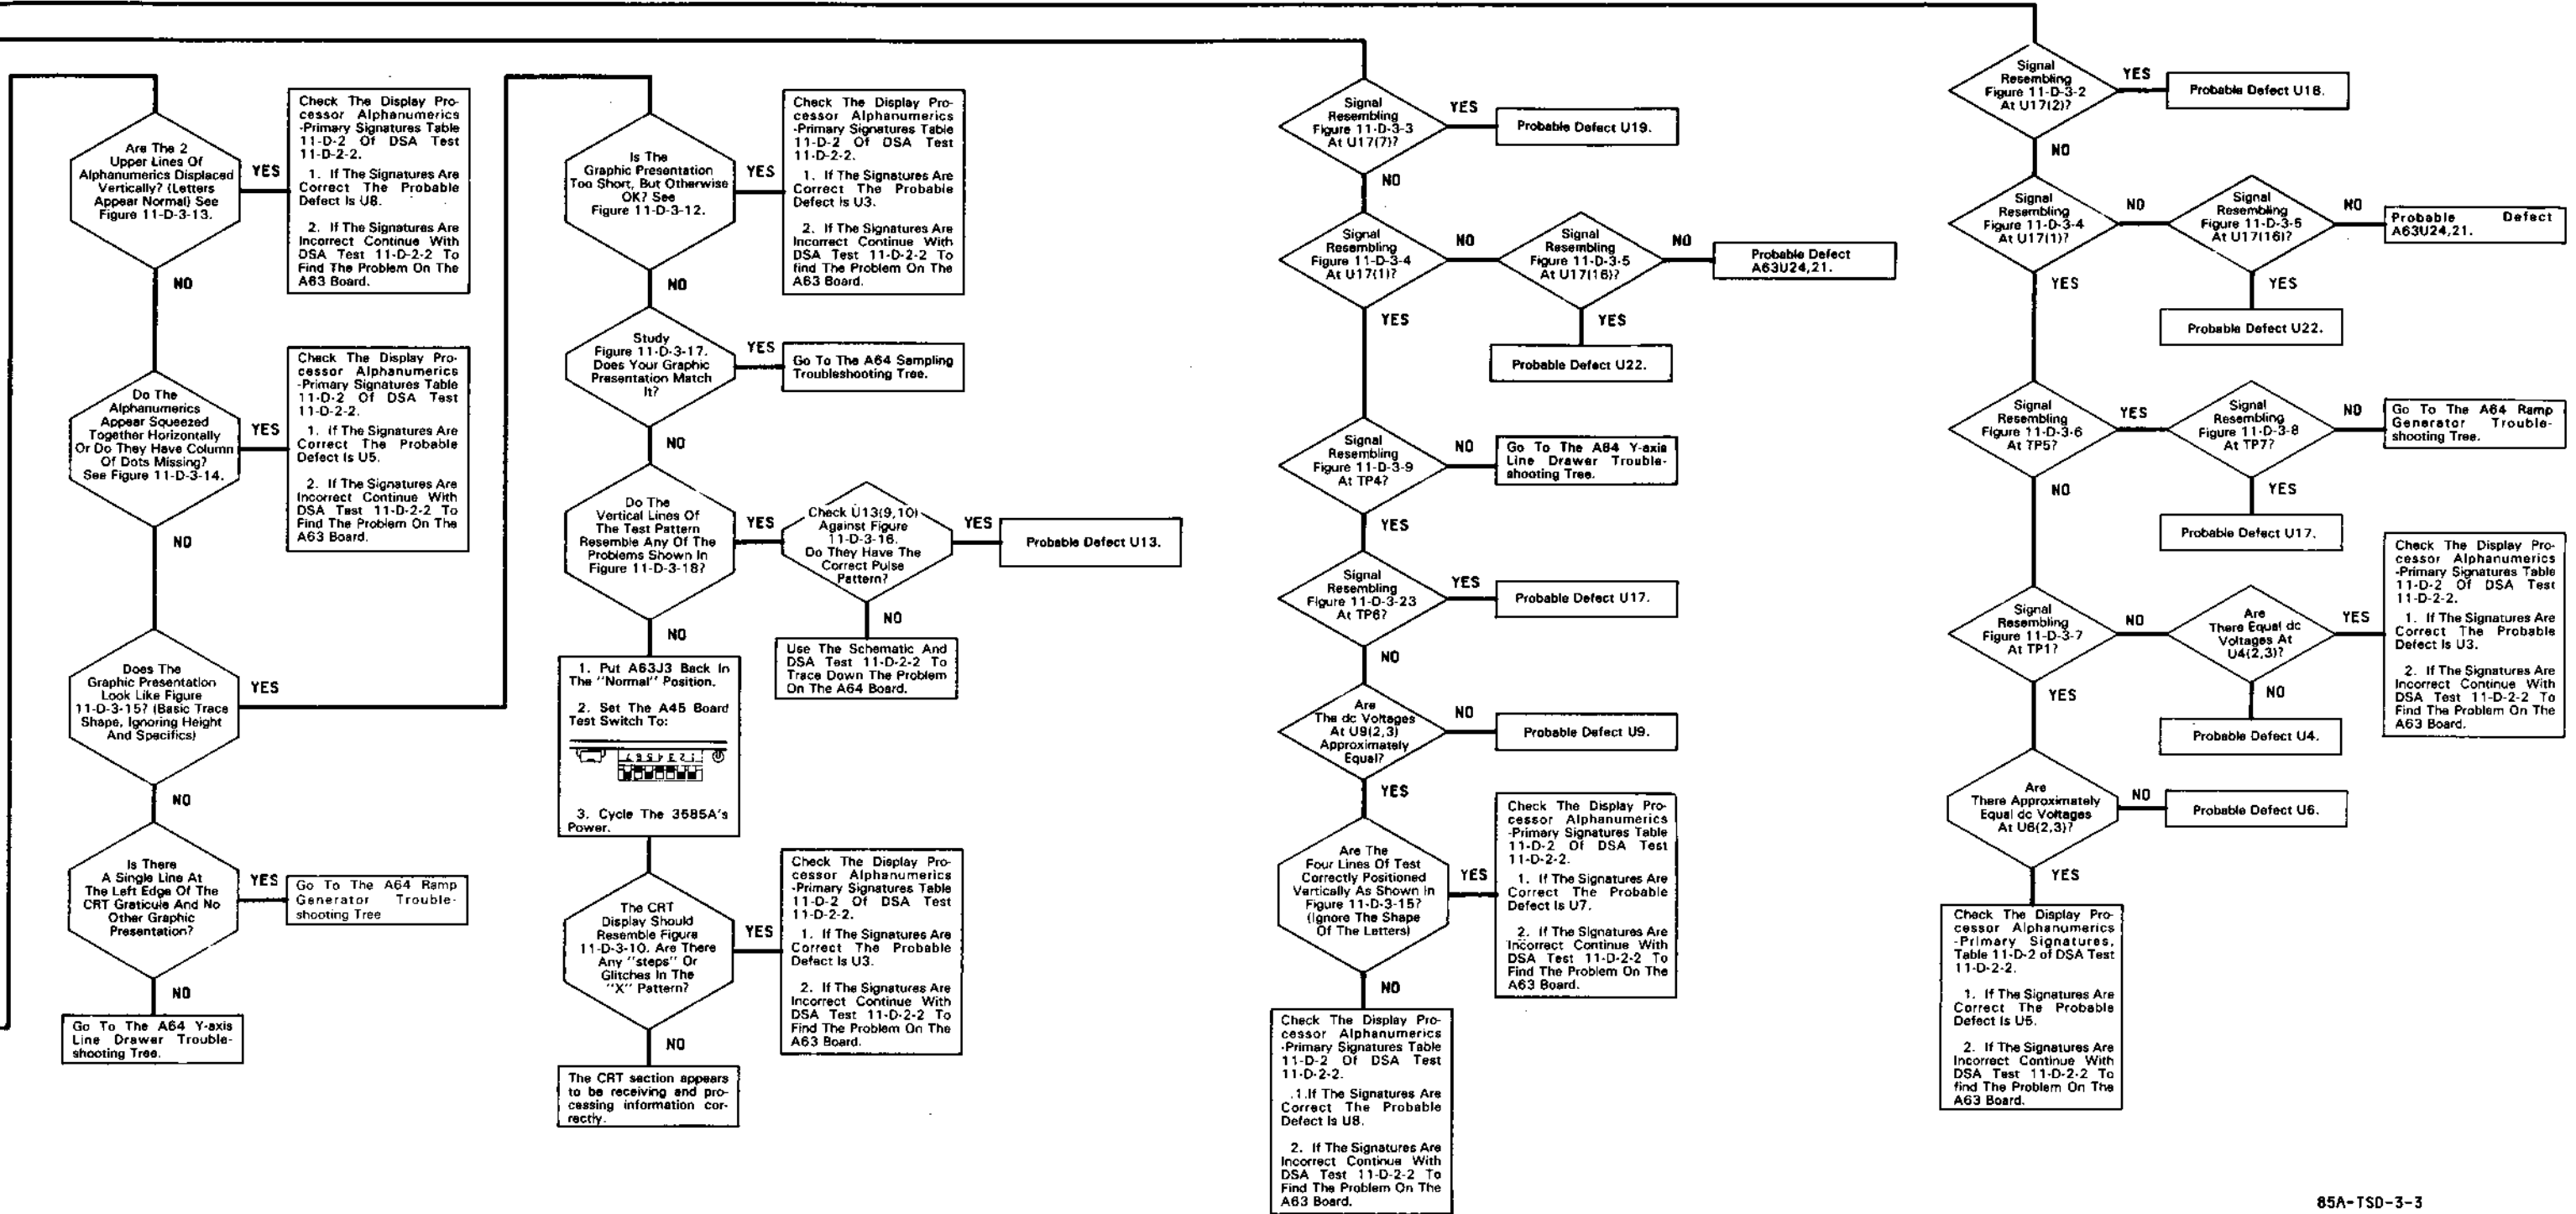 Are The 2
Upper Lines Of
Alphanumerics Displaced
Vertically? (Letters
Appear Normal) See
Figure 11-D-3-13.
YES
Check The Display Pro-
cessor Alphanumerics
-Primary Signatures Table
11-D-2 Of DSA Test
11-D-2-2.
1. If The Signatures Are
Correct The Probable
Defect Is U8.
2. If The Signatures Are
Incorrect Continue With
DSA Test 11-D-2-2 To
Find The Problem On The
A63 Board.
NO
Do The
Alphanumerics
Appear Squeezed
Together Horizontally
Or Do They Have Column
Of Dots Missing?
See Figure 11-D-3-14.
YES
Check The Display Pro-
cessor Alphanumerics
-Primary Signatures Table
11-D-2 Of DSA Test
11-D-2-2.
1. If The Signatures Are
Correct The Probable
Defect Is U5.
2. If The Signatures Are
Incorrect Continue With
DSA Test 11-D-2-2 To
Find The Problem On The
A63 Board.
NO
Does The
Graphic Presentation
Look Like Figure
11-D-3-15? (Basic Trace
Shape, Ignoring Height
And Specifics)
YES
NO
Is There
A Single Line At
The Left Edge Of The
CRT Graticule And No
Other Graphic
Presentation?
YES
Go To The A64 Ramp
Generator Trouble-
shooting Tree
NO
Go To The A64 Y-axis
Line Drawer Trouble-
shooting Tree.
Is The
Graphic Presentation
Too Short, But Otherwise
OK? See
Figure 11-D-3-12.
YES
Check The Display Pro-
cessor Alphanumerics
-Primary Signatures Table
11-D-2 Of DSA Test
11-D-2-2.
1. If The Signatures Are
Correct The Probable
Defect Is U3.
2. If The Signatures Are
Incorrect Continue With
DSA Test 11-D-2-2 To
find The Problem On The
A63 Board.
NO
Study
Figure 11-D-3-17.
Does Your Graphic
Presentation Match
It?
YES
Go To The A64 Sampling
Troubleshooting Tree.
NO
Do The
Vertical Lines Of
The Test Pattern
Resemble Any Of The
Problems Shown In
Figure 11-D-3-18?
YES
Check U13(9,10)
Against Figure
11-D-3-16.
Do They Have The
Correct Pulse
Pattern?
YES
Probable Defect U13.
NO
Use The Schematic And
DSA Test 11-D-2-2 To
Trace Down The Problem
On The A64 Board.
NO
1. Put A63J3 Back In
The "Normal" Position.
2. Set The A45 Board
Test Switch To:
3. Cycle The 3585A's
Power.
The CRT
Display Should
Resemble Figure
11-D-3-10. Are There
Any "steps" Or
Glitches In The
"X" Pattern?
YES
Check The Display Pro-
cessor Alphanumerics
-Primary Signatures Table
11-D-2 Of DSA Test
11-D-2-2.
1. If The Signatures Are
Correct The Probable
Defect Is U3.
2. If The Signatures Are
Incorrect Continue With
DSA Test 11-D-2-2 To
Find The Problem On The
A63 Board.
NO
The CRT section appears
to be receiving and pro-
cessing information cor-
rectly.
Signal
Resembling
Figure 11-D-3-3
At U17(7)?
YES
Probable Defect U19.
NO
Signal
Resembling
Figure 11-D-3-4
At U17(1)?
NO
Signal
Resembling
Figure 11-D-3-5
At U17(16)?
NO
Probable Defect
A63U24,21.
YES
Probable Defect U22.
YES
Signal
Resembling
Figure 11-D-3-9
At TP4?
NO
Go To The A64 Y-axis
Line Drawer Trouble-
shooting Tree.
YES
Signal
Resembling
Figure 11-D-3-23
At TP6?
YES
Probable Defect U17.
NO
Are
The dc Voltages
At U9(2,3)
Approximately
Equal?
NO
Probable Defect U9.
YES
Are The
Four Lines Of Test
Correctly Positioned
Vertically As Shown In
Figure 11-D-3-15?
(Ignore The Shape
Of The Letters)
YES
Check The Display Pro-
cessor Alphanumerics
-Primary Signatures Table
11-D-2 Of DSA Test
11-D-2-2.
1. If The Signatures Are
Correct The Probable
Defect Is U7.
2. If The Signatures Are
Incorrect Continue With
DSA Test 11-D-2-2 To
Find The Problem On The
A63 Board.
NO
Check The Display Pro-
cessor Alphanumerics
-Primary Signatures Table
11-D-2 Of DSA Test
11-D-2-2.
.1.If The Signatures Are
Correct The Probable
Defect Is U8.
2. If The Signatures Are
Incorrect Continue With
DSA Test 11-D-2-2 To
Find The Problem On The
A63 Board.
Signal
Resembling
Figure 11-D-3-2
At U17(2)?
YES
Probable Defect U18.
NO
Signal
Resembling
Figure 11-D-3-4
At U17(1)?
NO
Signal
Resembling
Figure 11-D-3-5
At U17(16)?
NO
Probable Defect
A63U24,21.
YES
Probable Defect U22.
YES
Signal
Resembling
Figure 11-D-3-6
At TP5?
YES
Signal
Resembling
Figure 11-D-3-8
At TP7?
NO
Go To The A64 Ramp
Generator Trouble-
shooting Tree.
YES
Probable Defect U17.
NO
Signal
Resembling
Figure 11-D-3-7
At TP1?
NO
Are
There Equal dc
Voltages At
U4(2,3)?
YES
Check The Display Pro-
cessor Alphanumerics
-Primary Signatures Table
11-D-2 Of DSA Test
11-D-2-2.
1. If The Signatures Are
Correct The Probable
Defect Is U3.
2. If The Signatures Are
Incorrect Continue With
DSA Test 11-D-2-2 To
Find The Problem On The
A63 Board.
NO
Probable Defect U4.
YES
Are
There Approximately
Equal dc Voltages
At U6(2,3)?
NO
Probable Defect U6.
YES
Check The Display Pro-
cessor Alphanumerics
-Primary Signatures,
Table 11-D-2 of DSA Test
11-D-2-2.
1. If The Signatures Are
Correct The Probable
Defect Is U5.
2. If The Signatures Are
Incorrect Continue With
DSA Test 11-D-2-2 To
find The Problem On The
A63 Board.
85A-TSD-3-3